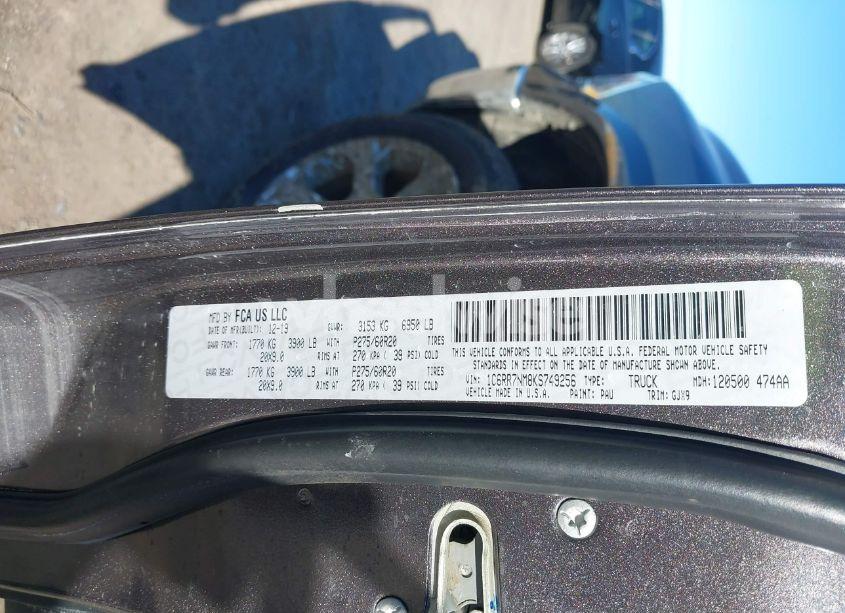 MFD BY FCA US LLC
DATE OF MFR(BUILT): 12-19 GVWR: 3153 KG 6950 LB
GAWR FRONT: 1770 KG 3900 LB WITH P275/60R20 TIRES
20X9.0 RIMS AT 270 KPA ( 39 PSI) COLD
GAWR REAR: 1770 KG 3900 LB WITH P275/60R20 TIRES
20X9.0 RIMS AT 270 KPA ( 39 PSI) COLD
THIS VEHICLE CONFORMS TO ALL APPLICABLE U.S.A. FEDERAL MOTOR VEHICLE SAFETY
STANDARDS IN EFFECT ON THE DATE OF MANUFACTURE SHOWN ABOVE.
VIN: 1C6RR7NM8KS749256 TYPE: TRUCK MDH: 120500 474AA
VEHICLE MADE IN U.S.A. PAINT: PAU TRIM: GJX9